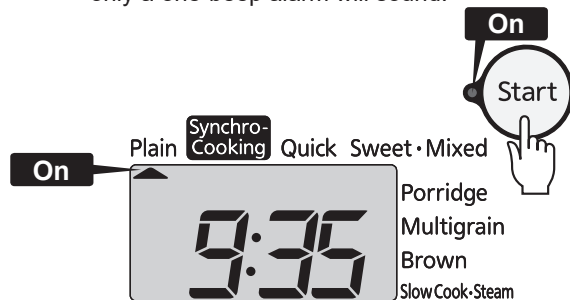 only a one-beep alarm will sound.
On
Start
Synchro-
Plain Cooking Quick Sweet・Mixed
On
Porridge
9:35
Multigrain
Brown
Slow Cook・Steam